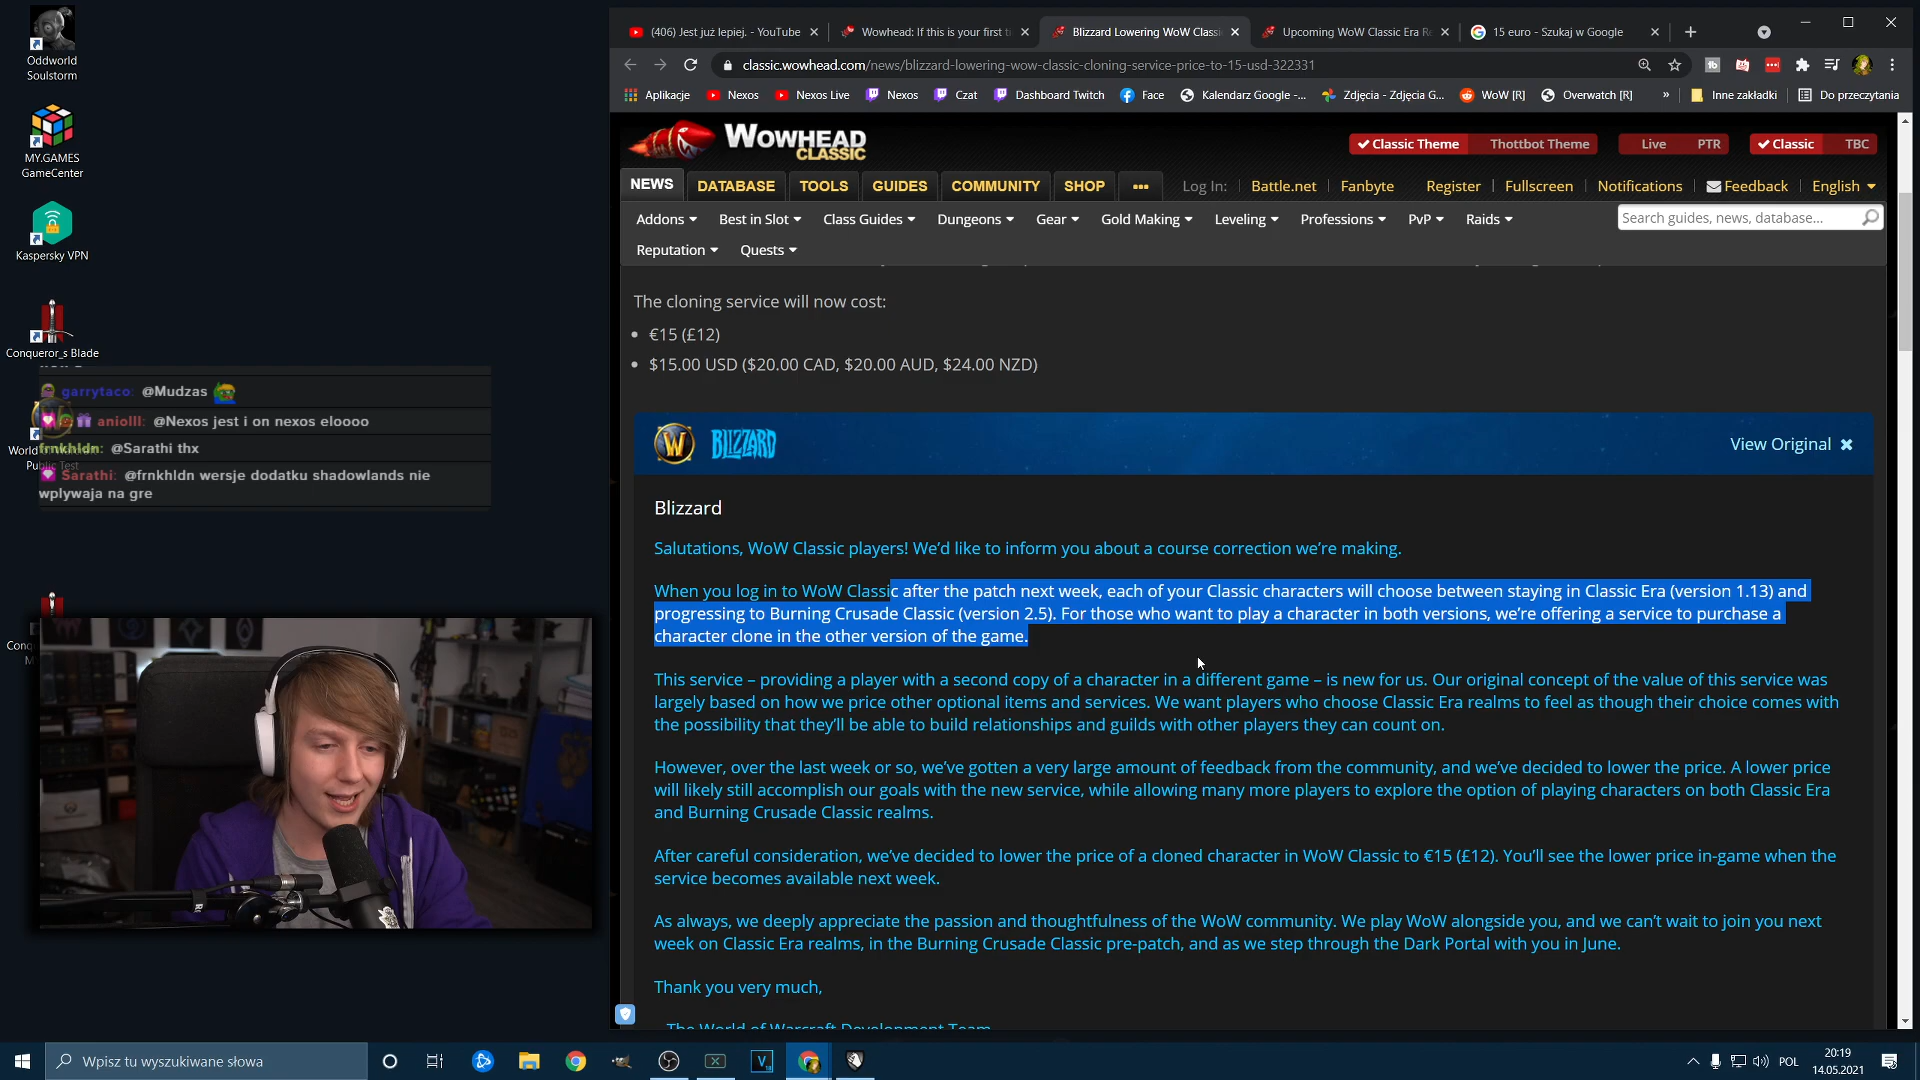 Oddworld
Soulstorm
MY.GAMES
GameCenter
Kaspersky VPN
Conqueror_s Blade
garrytaco: @Mudzas
aniolll: @Nexos jest i on nexos eloooo
frnkhldn: @Sarathi thx
Sarathi: @frnkhldn wersje dodatku shadowlands nie
wplywaja na gre
(406) Jest już lepiej. - YouTube
Wowhead: If this is your first ti
Blizzard Lowering WoW Classi
Upcoming WoW Classic Era Re
15 euro - Szukaj w Google
classic.wowhead.com/news/blizzard-lowering-wow-classic-cloning-service-price-to-15-usd-322331
Aplikacje
Nexos
Nexos Live
Nexos
Czat
Dashboard Twitch
Face
Kalendarz Google -...
Zdjęcia - Zdjęcia G...
WoW [R]
Overwatch [R]
»
Inne zakładki
Do przeczytania
WOWHEAD
CLASSIC
Classic Theme
Thottbot Theme
Live
PTR
Classic
TBC
NEWS
DATABASE
TOOLS
GUIDES
COMMUNITY
SHOP
Log In:
Battle.net
Fanbyte
Register
Fullscreen
Notifications
Feedback
English
Addons
Best in Slot
Class Guides
Dungeons
Gear
Gold Making
Leveling
Professions
PvP
Raids
Search guides, news, database...
Reputation
Quests
The cloning service will now cost:
• €15 (£12)
• $15.00 USD ($20.00 CAD, $20.00 AUD, $24.00 NZD)
W BLIZZARD
View Original
Blizzard
Salutations, WoW Classic players! We’d like to inform you about a course correction we’re making.
When you log in to WoW Classic after the patch next week, each of your Classic characters will choose between staying in Classic Era (version 1.13) and
progressing to Burning Crusade Classic (version 2.5). For those who want to play a character in both versions, we’re offering a service to purchase a
character clone in the other version of the game.
This service – providing a player with a second copy of a character in a different game – is new for us. Our original concept of the value of this service was
largely based on how we price other optional items and services. We want players who choose Classic Era realms to feel as though their choice comes with
the possibility that they’ll be able to build relationships and guilds with other players they can count on.
However, over the last week or so, we’ve gotten a very large amount of feedback from the community, and we’ve decided to lower the price. A lower price
will likely still accomplish our goals with the new service, while allowing many more players to explore the option of playing characters on both Classic Era
and Burning Crusade Classic realms.
After careful consideration, we’ve decided to lower the price of a cloned character in WoW Classic to €15 (£12). You’ll see the lower price in-game when the
service becomes available next week.
As always, we deeply appreciate the passion and thoughtfulness of the WoW community. We play WoW alongside you, and we can’t wait to join you next
week on Classic Era realms, in the Burning Crusade Classic pre-patch, and as we step through the Dark Portal with you in June.
Thank you very much,
The World of Warcraft Development Team
Wpisz tu wyszukiwane słowa
POL
20:19
14.05.2021